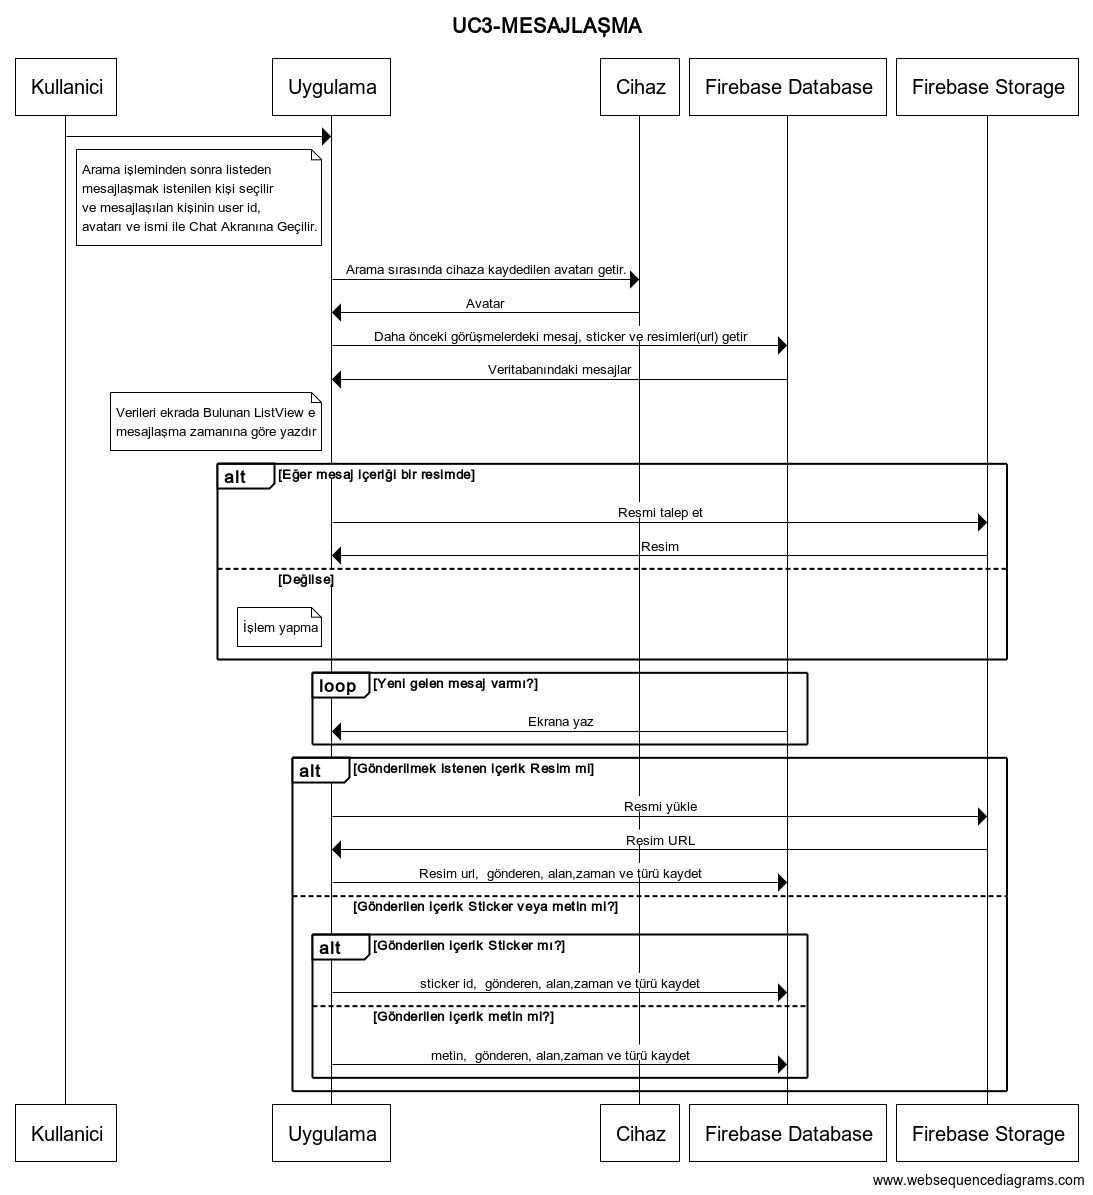 UC3-MESAJLAŞMA
Kullanici
Uygulama
Cihaz
Firebase Database
Firebase Storage
Arama işleminden sonra listeden
mesajlaşmak istenilen kişi seçilir
ve mesajlaşılan kişinin user id,
avatarı ve ismi ile Chat Akranına Geçilir.
Arama sırasında cihaza kaydedilen avatarı getir.
Avatar
Daha önceki görüşmelerdeki mesaj, sticker ve resimleri(url) getir
Veritabanındaki mesajlar
Verileri ekrada Bulunan ListView e
mesajlaşma zamanına göre yazdır
alt [Eğer mesaj içeriği bir resimde]
Resmi talep et
Resim
[Değilse]
İşlem yapma
loop [Yeni gelen mesaj varmı?]
Ekrana yaz
alt [Gönderilmek istenen içerik Resim mi]
Resmi yükle
Resim URL
Resim url,  gönderen, alan,zaman ve türü kaydet
[Gönderilen içerik Sticker veya metin mi?]
alt [Gönderilen içerik Sticker mı?]
sticker id,  gönderen, alan,zaman ve türü kaydet
[Gönderilen içerik metin mi?]
metin,  gönderen, alan,zaman ve türü kaydet
Kullanici
Uygulama
Cihaz
Firebase Database
Firebase Storage
www.websequencediagrams.com